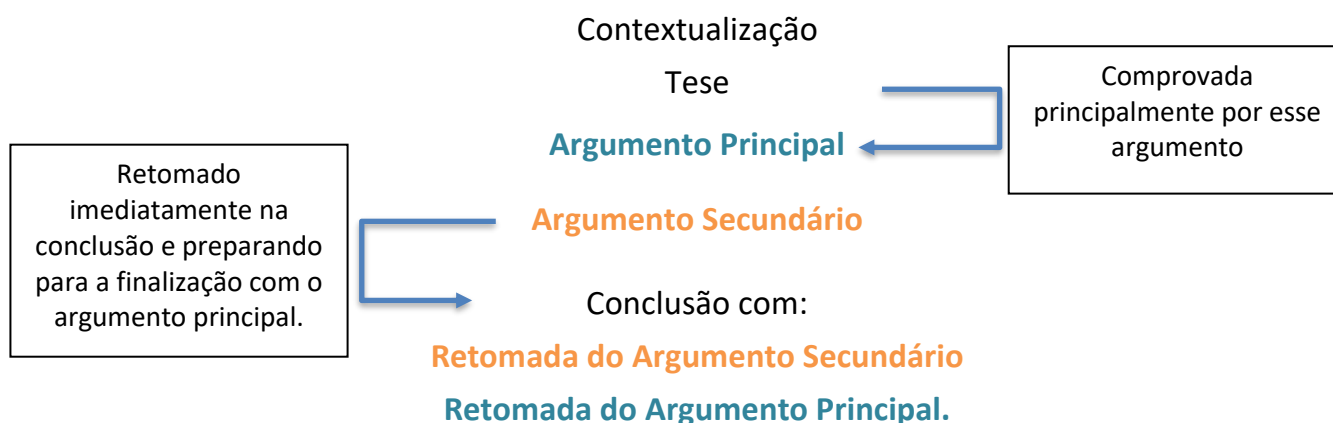 Contextualização
Tese
Comprovada
principalmente por esse
argumento
Argumento Principal
Retomado
imediatamente na
conclusão e preparando
para a finalização com o
argumento principal.
Argumento Secundário
Conclusão com:
Retomada do Argumento Secundário
Retomada do Argumento Principal.